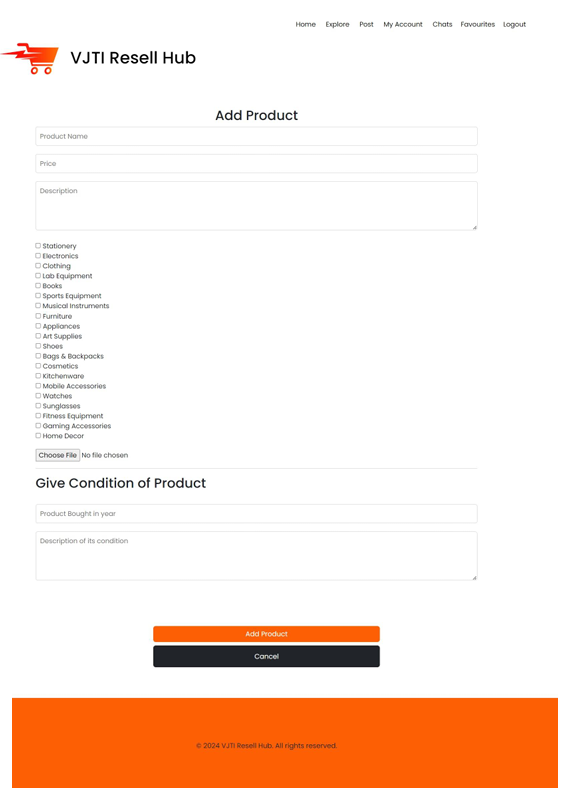 Home Explore Post My Account Chats Favourites Logout
VJTI Resell Hub
Add Product
Product Name
Price
Description
Stationery
Electronics
Clothing
Lab Equipment
Books
Sports Equipment
Musical Instruments
Furniture
Appliances
Art Supplies
Shoes
Bags & Backpacks
Cosmetics
Kitchenware
Mobile Accessories
Watches
Sunglasses
Fitness Equipment
Gaming Accessories
Home Decor
Choose File No file chosen
Give Condition of Product
Product Bought in year
Description of its condition
Add Product
Cancel
© 2024 VJTI Resell Hub. All rights reserved.